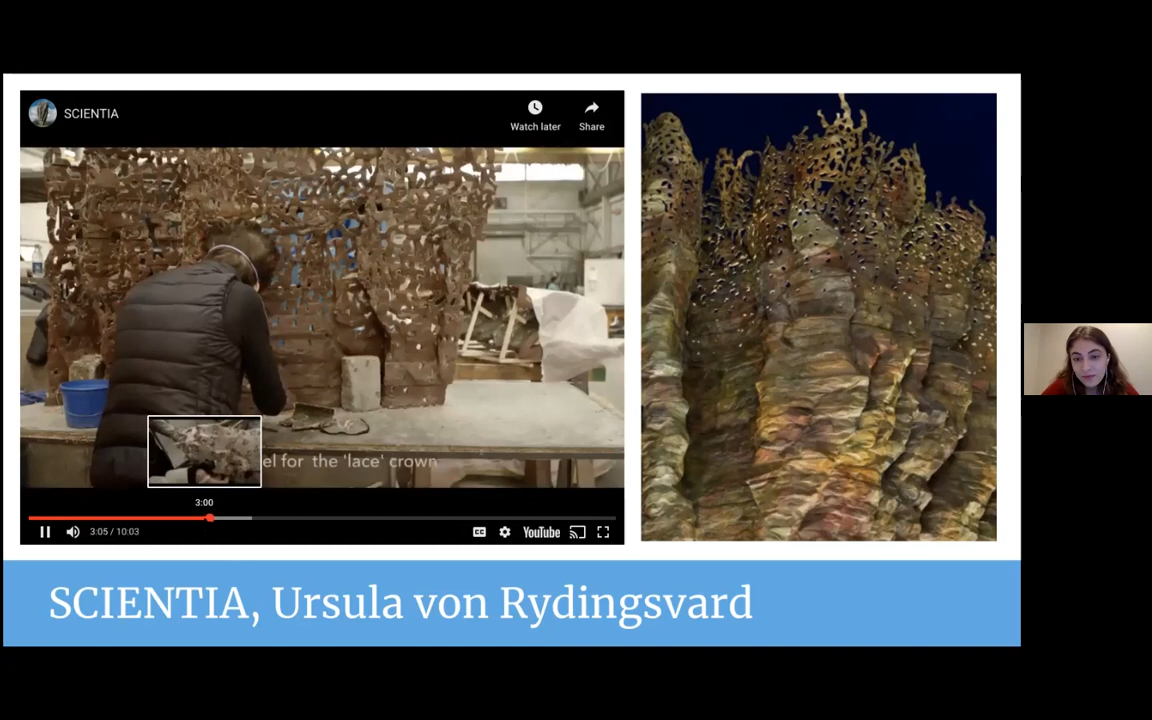 SCIENTIA
Watch later
Share
el for the 'lace' crown
3:00
3:05 / 10:03
CC
YouTube
SCIENTIA, Ursula von Rydingsvard